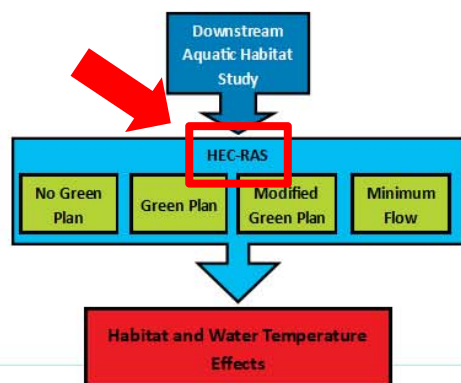 Downstream
Aquatic Habitat
Study
HEC-RAS
No Green
Plan
Green Plan
Modified
Green Plan
Minimum
Flow
Habitat and Water Temperature
Effects